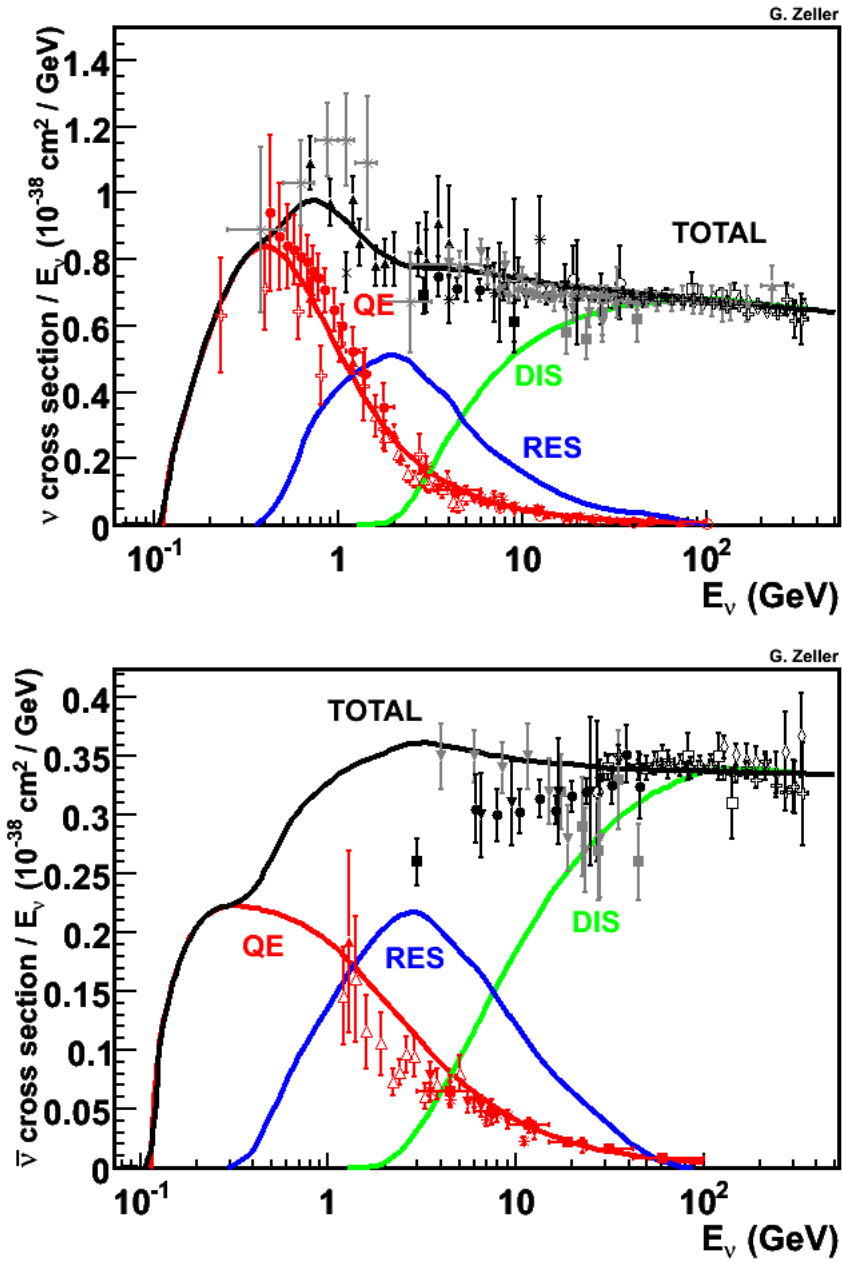 G. Zeller
ν cross section / Eν (10⁻³⁸ cm² / GeV)
1.4
1.2
1
0.8
0.6
0.4
0.2
0
TOTAL
QE
DIS
RES
10⁻¹ 1 10 10²
Eν (GeV)
G. Zeller
ν̅ cross section / Eν (10⁻³⁸ cm² / GeV)
0.4
0.35
0.3
0.25
0.2
0.15
0.1
0.05
0
TOTAL
QE
RES
DIS
10⁻¹ 1 10 10²
Eν (GeV)